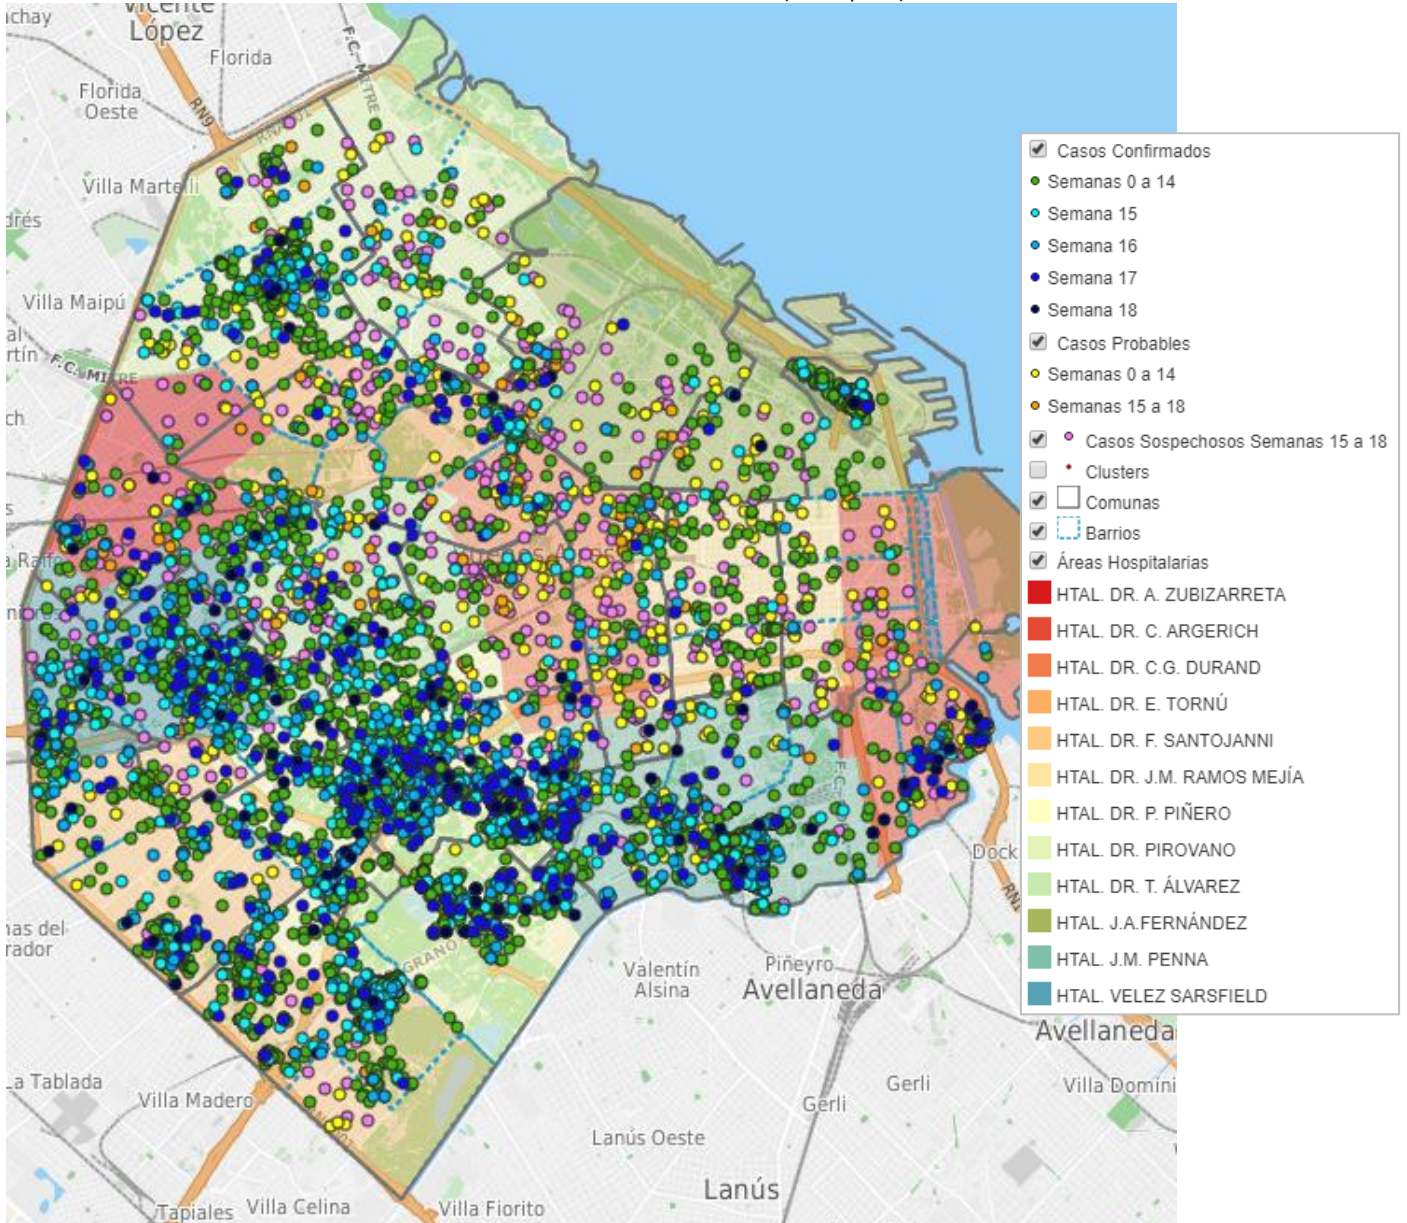 Vicente
López
Florida
Florida
Oeste
F.C. MITRE
RN9
Villa Martelli
Villa Maipú
F.C. MITRE
Valentín
Alsina
Piñeyro
Avellaneda
Dock
RN1
Avellaneda
La Tablada
Villa Madero
Gerli
Gerli
Villa Domini
Lanús Oeste
Lanús
Tapiales
Villa Celina
Villa Fiorito
GRANO
Casos Confirmados
Semanas 0 a 14
Semana 15
Semana 16
Semana 17
Semana 18
Casos Probables
Semanas 0 a 14
Semanas 15 a 18
Casos Sospechosos Semanas 15 a 18
Clusters
Comunas
Barrios
Áreas Hospitalarias
HTAL. DR. A. ZUBIZARRETA
HTAL. DR. C. ARGERICH
HTAL. DR. C.G. DURAND
HTAL. DR. E. TORNÚ
HTAL. DR. F. SANTOJANNI
HTAL. DR. J.M. RAMOS MEJÍA
HTAL. DR. P. PIÑERO
HTAL. DR. PIROVANO
HTAL. DR. T. ÁLVAREZ
HTAL. J.A.FERNÁNDEZ
HTAL. J.M. PENNA
HTAL. VELEZ SARSFIELD